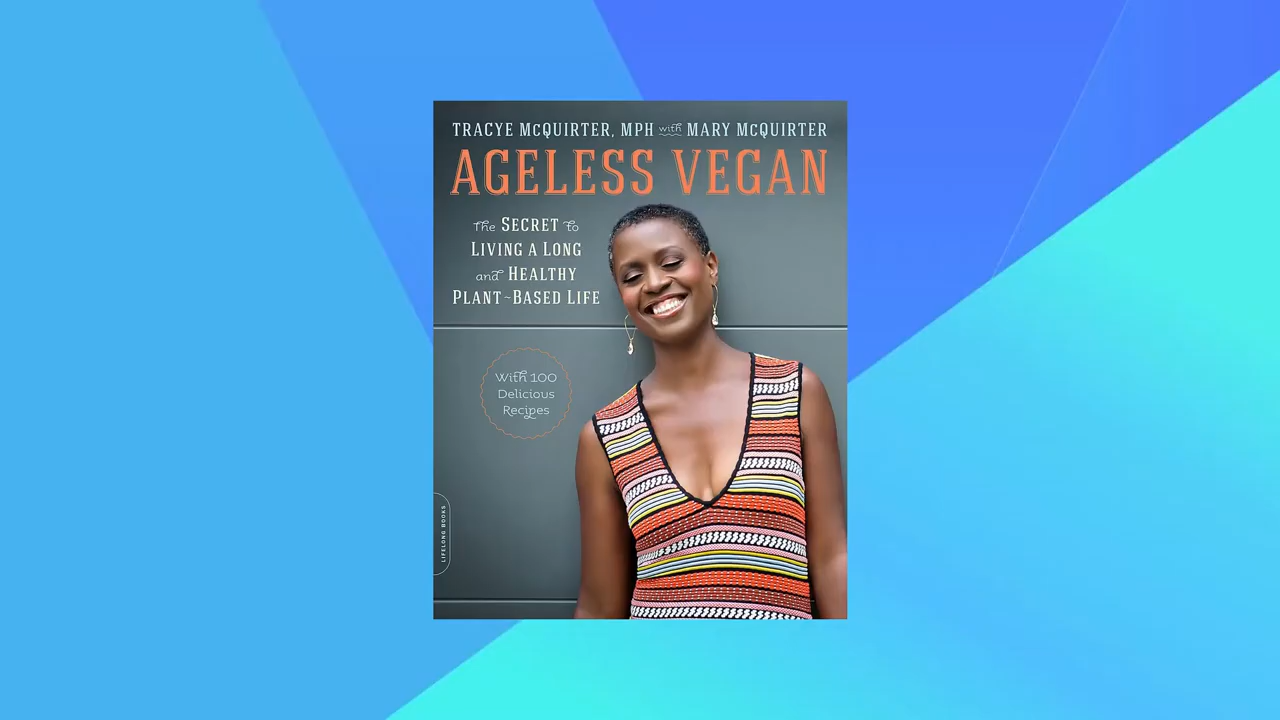 TRACYE McQUIRTER, MPH with MARY McQUIRTER
AGELESS VEGAN
The SECRET to
LIVING A LONG
and HEALTHY
PLANT~BASED LIFE
With 100
Delicious
Recipes
LIFELONG BOOKS